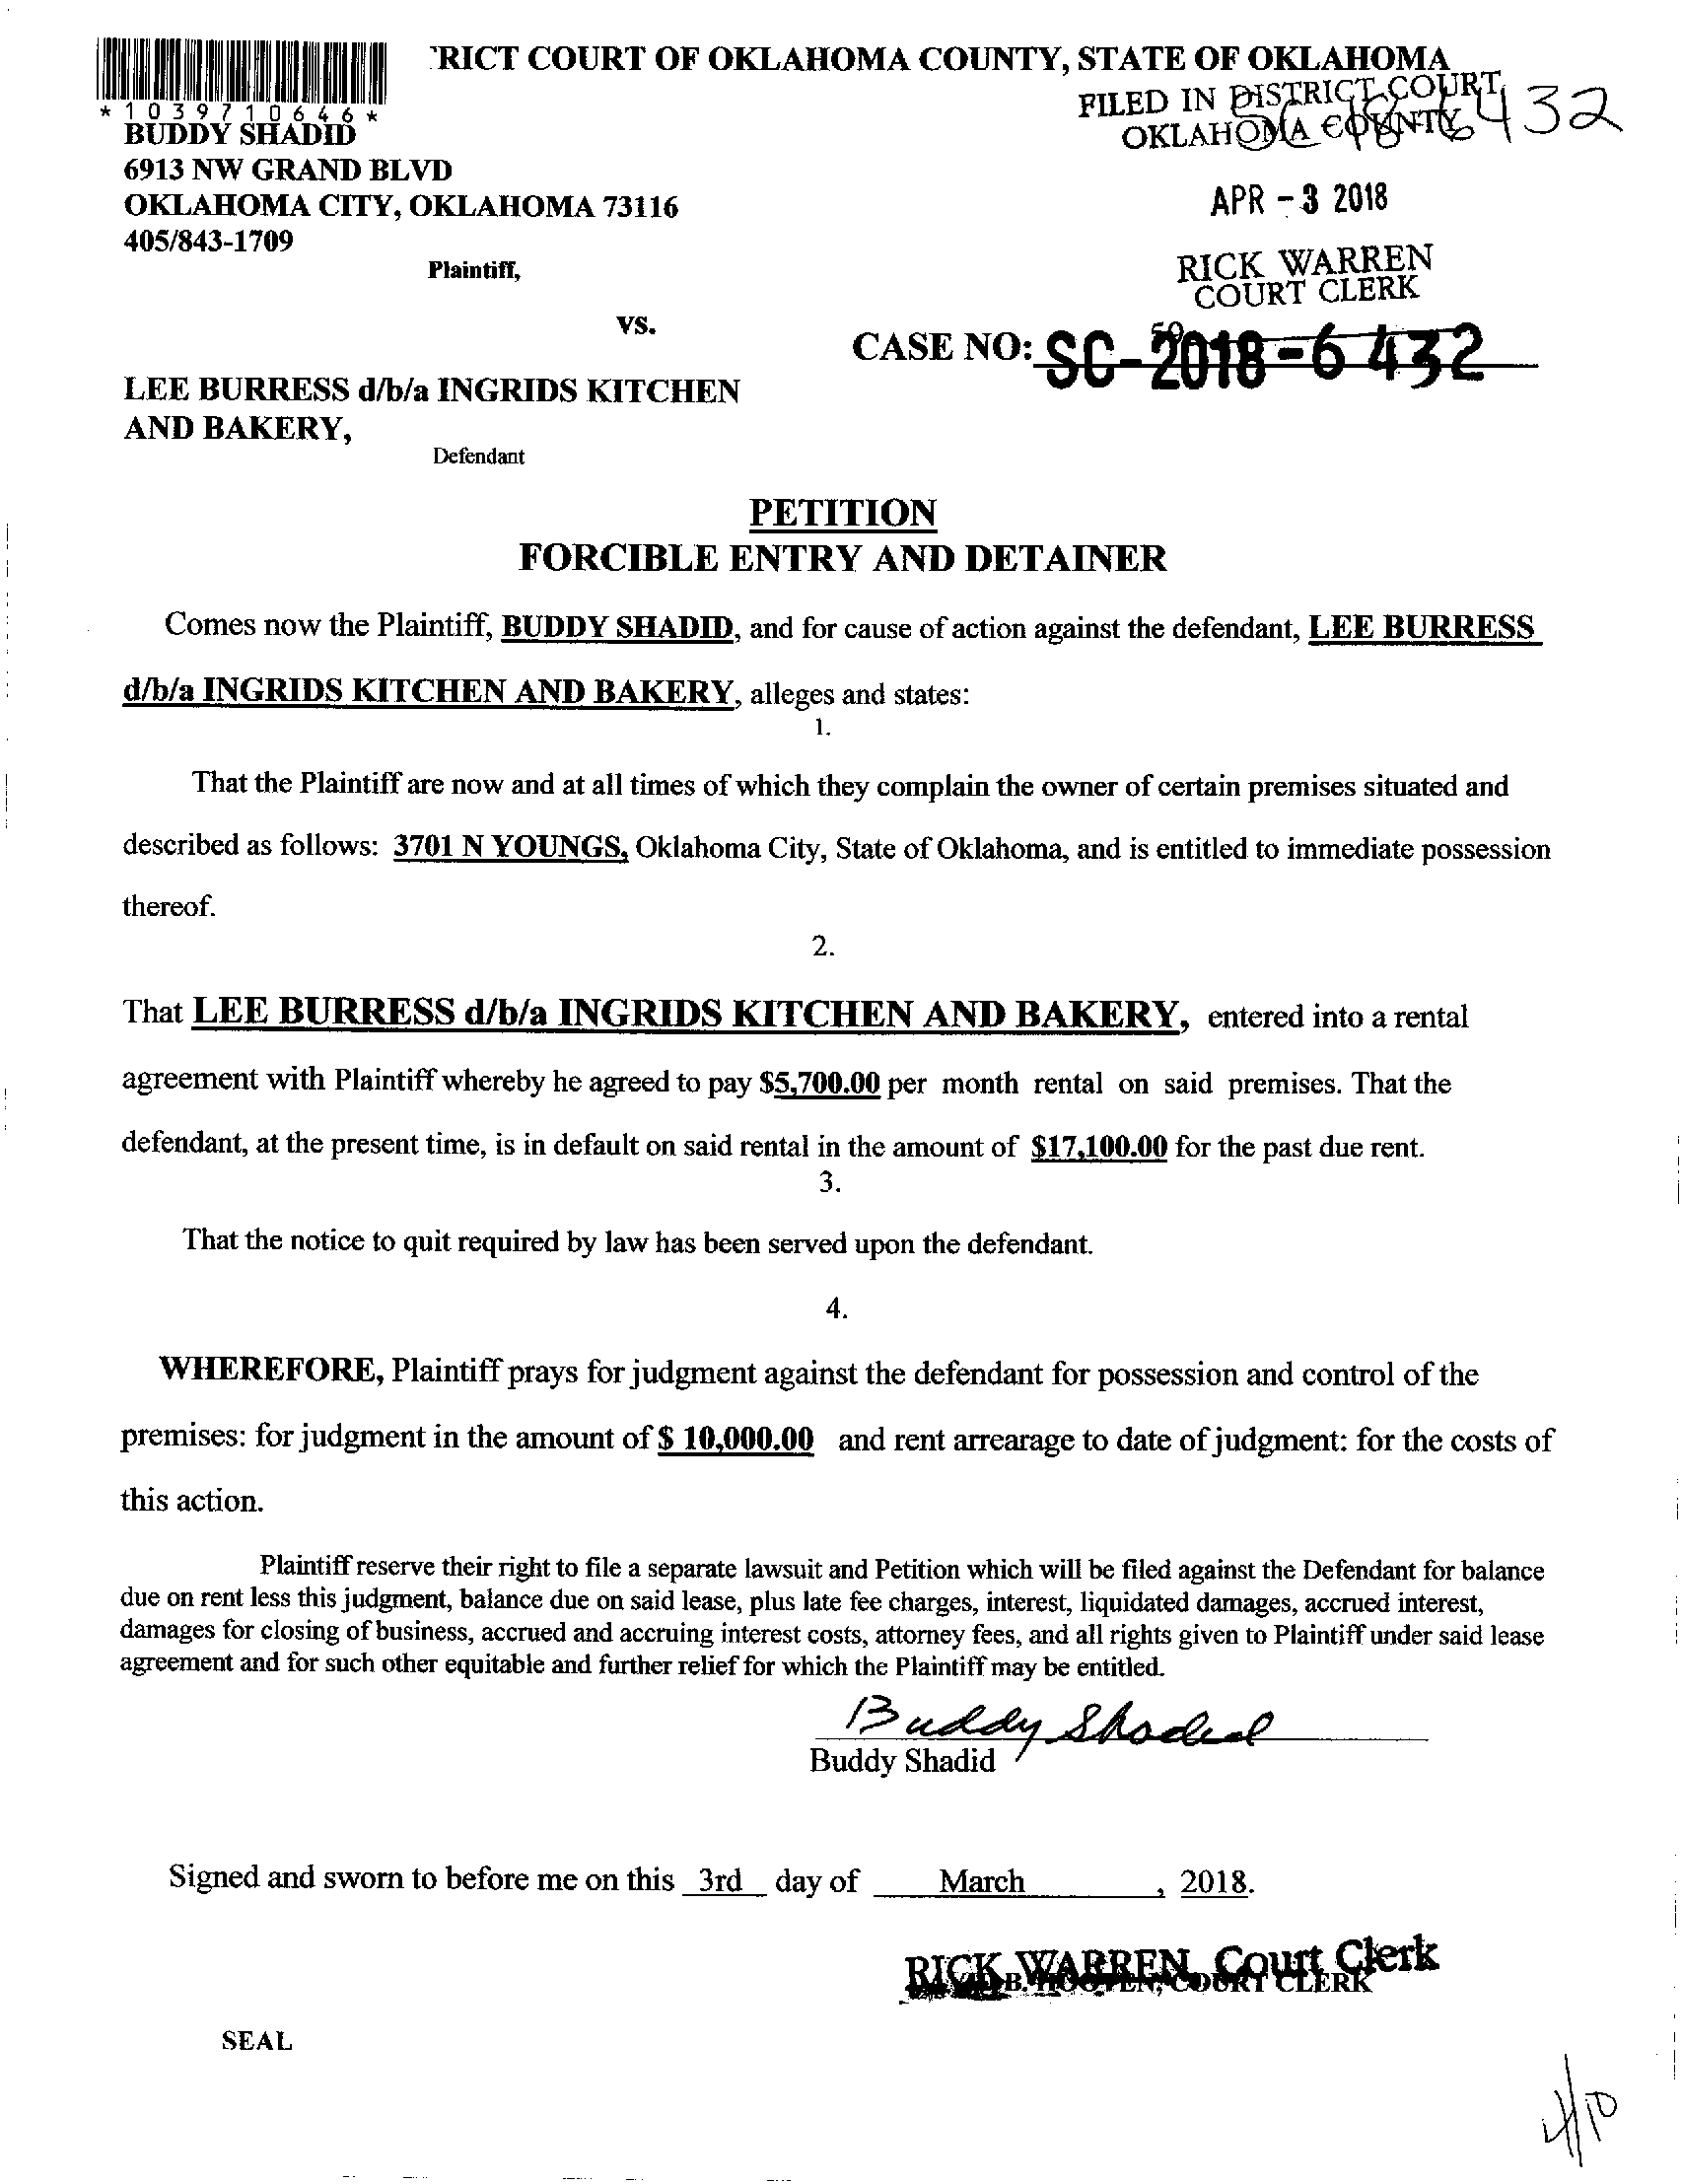 'RICT COURT OF OKLAHOMA COUNTY, STATE OF OKLAHOMA
FILED IN DISTRICT COURT
OKLAHOMA COUNTY
432
* 1 0 3 9 7 1 0 6 4 6 *
BUDDY SHADID
6913 NW GRAND BLVD
OKLAHOMA CITY, OKLAHOMA 73116
APR - 3 2018
405/843-1709
Plaintiff,
RICK WARREN
COURT CLERK
vs.
CASE NO: SC-2018-6 432
LEE BURRESS d/b/a INGRIDS KITCHEN
AND BAKERY,
Defendant
PETITION
FORCIBLE ENTRY AND DETAINER
Comes now the Plaintiff, BUDDY SHADID, and for cause of action against the defendant, LEE BURRESS
d/b/a INGRIDS KITCHEN AND BAKERY, alleges and states:
1.
That the Plaintiff are now and at all times of which they complain the owner of certain premises situated and
described as follows: 3701 N YOUNGS, Oklahoma City, State of Oklahoma, and is entitled to immediate possession
thereof.
2.
That LEE BURRESS d/b/a INGRIDS KITCHEN AND BAKERY, entered into a rental
agreement with Plaintiff whereby he agreed to pay $5,700.00 per month rental on said premises. That the
defendant, at the present time, is in default on said rental in the amount of $17,100.00 for the past due rent.
3.
That the notice to quit required by law has been served upon the defendant.
4.
WHEREFORE, Plaintiff prays for judgment against the defendant for possession and control of the
premises: for judgment in the amount of $ 10,000.00 and rent arrearage to date of judgment: for the costs of
this action.
Plaintiff reserve their right to file a separate lawsuit and Petition which will be filed against the Defendant for balance
due on rent less this judgment, balance due on said lease, plus late fee charges, interest, liquidated damages, accrued interest,
damages for closing of business, accrued and accruing interest costs, attorney fees, and all rights given to Plaintiff under said lease
agreement and for such other equitable and further relief for which the Plaintiff may be entitled.
Buddy Shadid
Buddy Shadid
Signed and sworn to before me on this 3rd day of March, 2018.
RICK WARREN, Court Clerk
COURT CLERK
SEAL
4/10